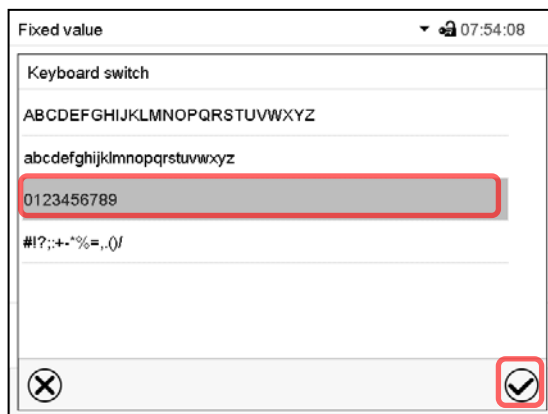 Fixed value 07:54:08
Keyboard switch
ABCDEFGHIJKLMNOPQRSTUVWXYZ
abcdefghijklmnopqrstuvwxyz
0123456789
#!?;:+-*%=,.()/